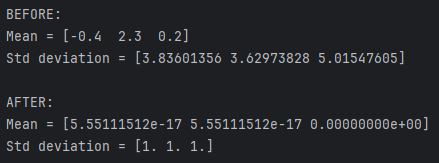 BEFORE:
Mean = [-0.4  2.3  0.2]
Std deviation = [3.83601356 3.62973828 5.01547605]

AFTER:
Mean = [5.55111512e-17 5.55111512e-17 0.00000000e+00]
Std deviation = [1. 1. 1.]